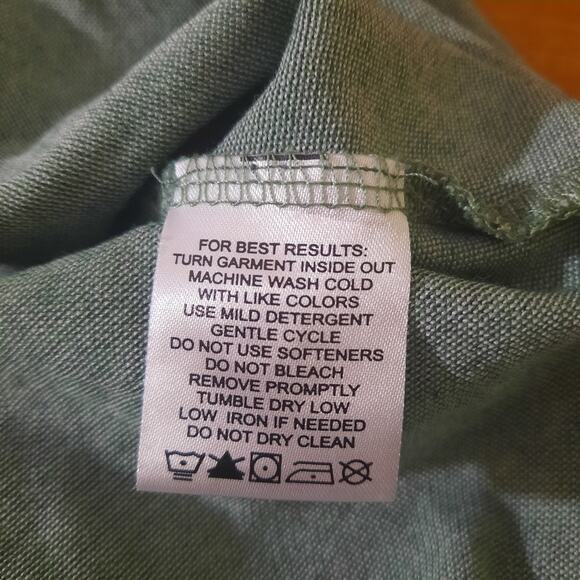 FOR BEST RESULTS:
TURN GARMENT INSIDE OUT
MACHINE WASH COLD
WITH LIKE COLORS
USE MILD DETERGENT
GENTLE CYCLE
DO NOT USE SOFTENERS
DO NOT BLEACH
REMOVE PROMPTLY
TUMBLE DRY LOW
LOW IRON IF NEEDED
DO NOT DRY CLEAN